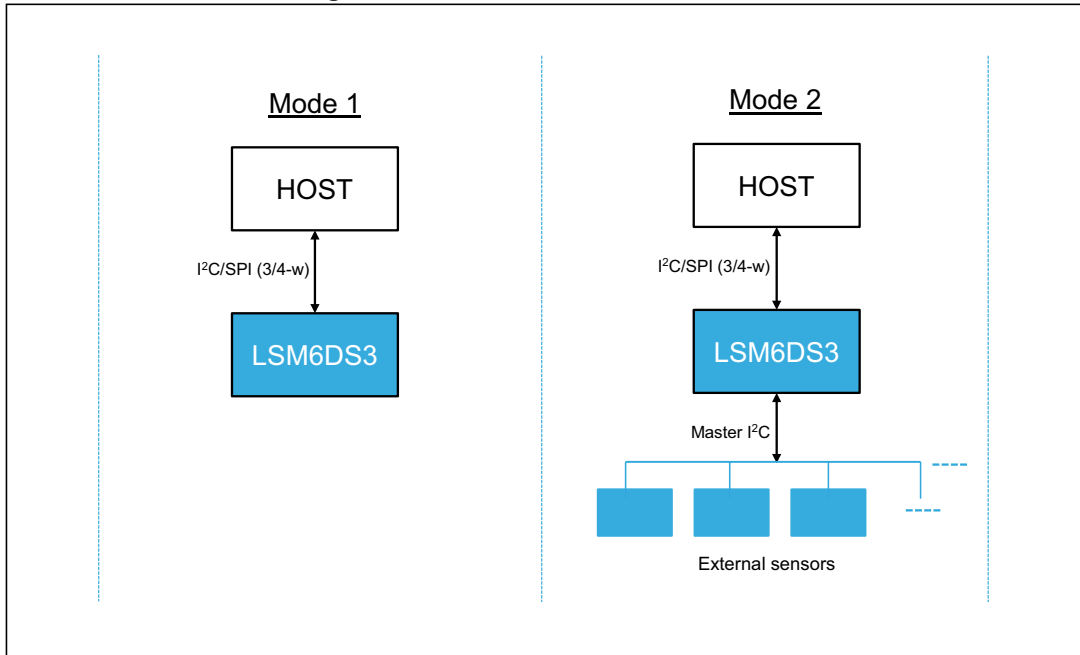 Mode 1
HOST
I²C/SPI (3/4-w)
LSM6DS3
Mode 2
HOST
I²C/SPI (3/4-w)
LSM6DS3
Master I²C
External sensors